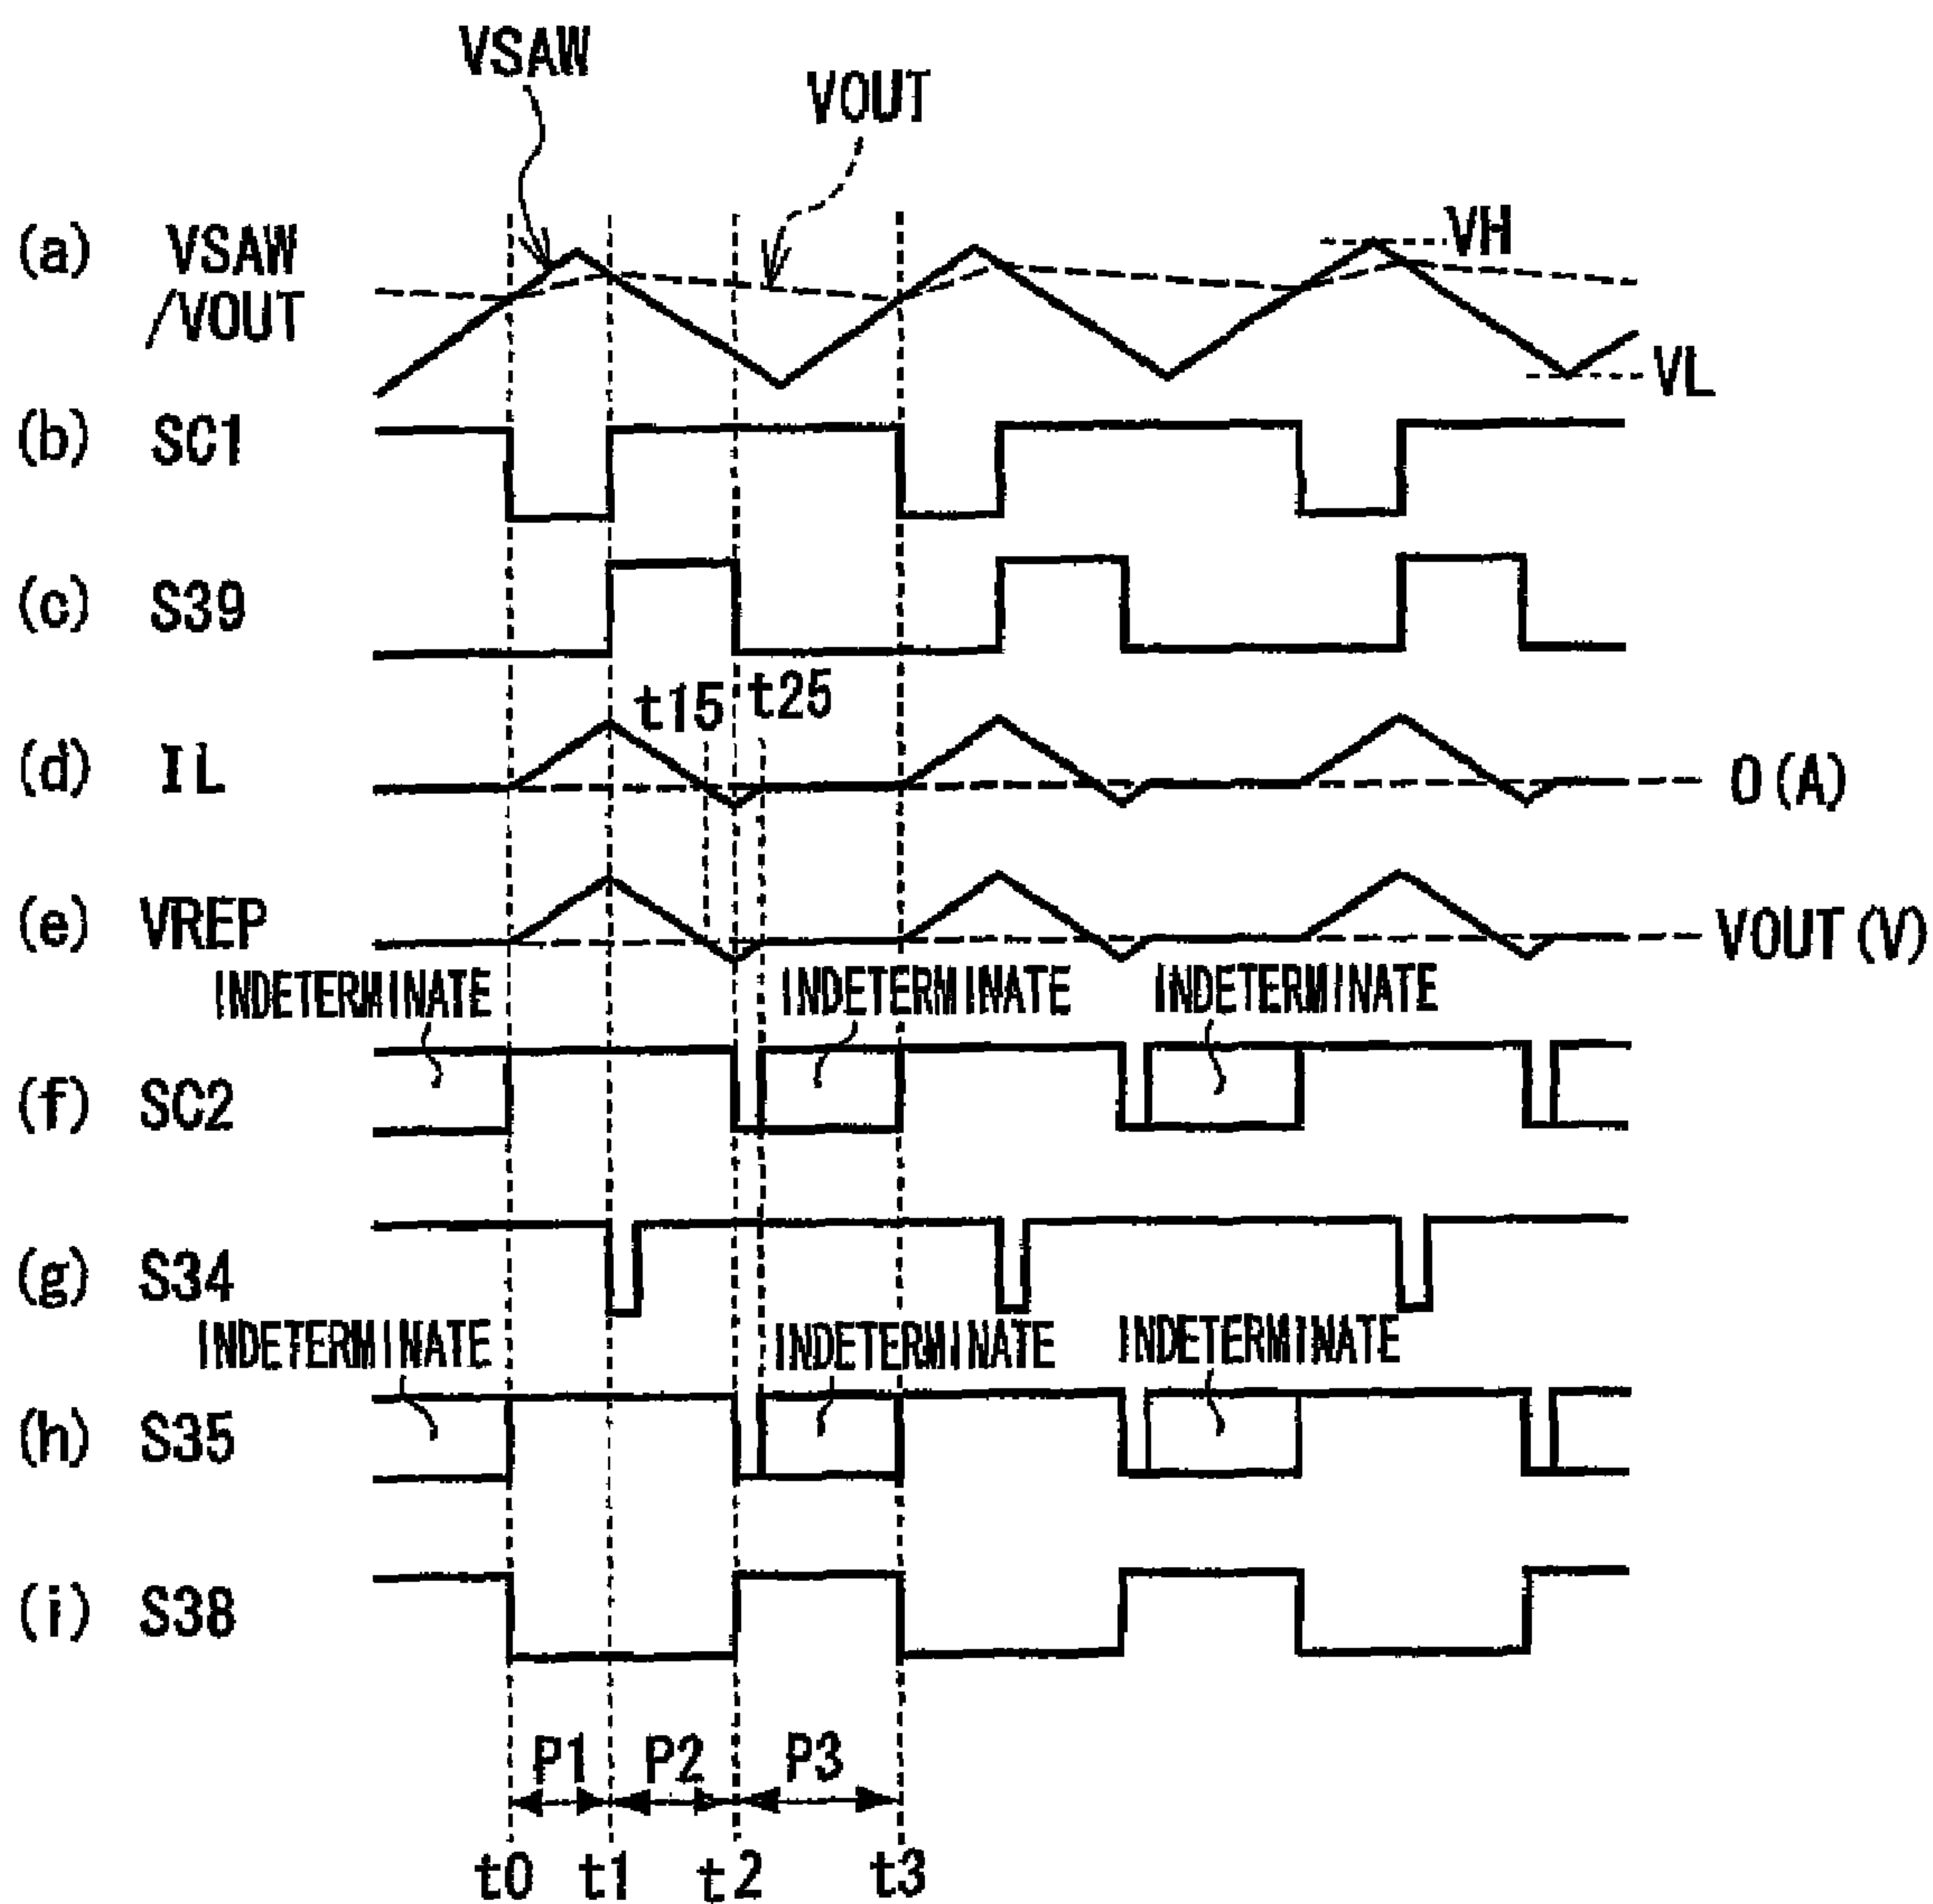 VSAW
VOUT
(a) VSAW
/VOUT
VH
VL
(b) SC1
(c) S39
t15 t25
(d) IL
0(A)
(e) VREP
VOUT(V)
INDETERMINATE INDETERMINATE INDETERMINATE
(f) SC2
(g) S34
INDETERMINATE INDETERMINATE INDETERMINATE
(h) S35
(i) S38
P1 P2 P3
t0 t1 t2 t3